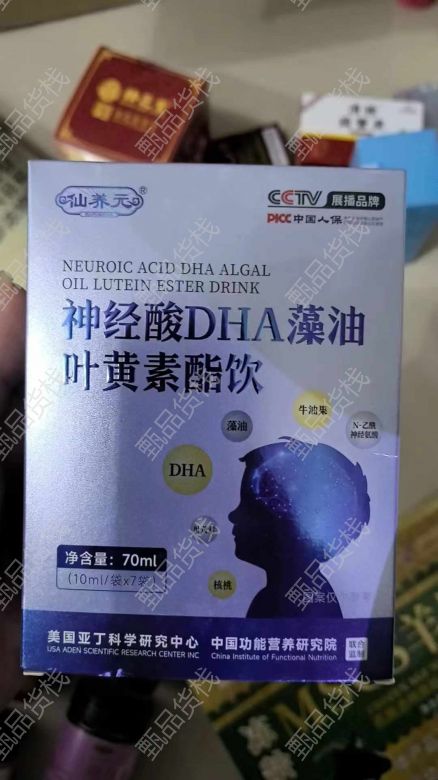 仙养元®
CCTV 展播品牌
PICC 中国人保
NEUROIC ACID DHA ALGAL
OIL LUTEIN ESTER DRINK
神经酸DHA藻油
叶黄素酯饮
牛油果
藻油
N-乙酰
神经氨酸
DHA
核桃
净含量：70ml
（10ml/袋x7袋）
美国亚丁科学研究中心 中国功能营养研究院
USA ADEN SCIENTIFIC RESEARCH CENTER INC China Institute of Functional Nutrition
联合
监制
甄品货栈